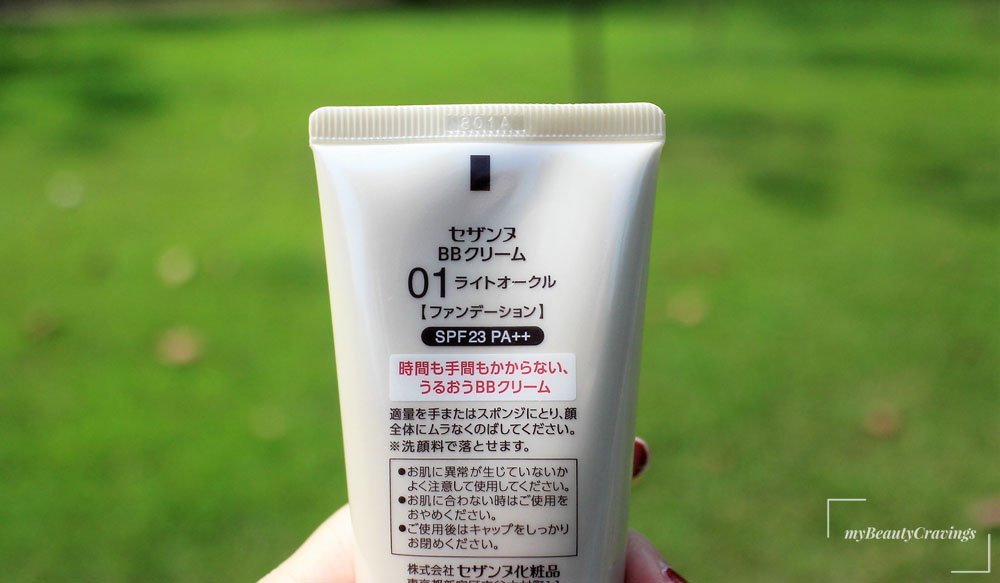 セザンヌ
BBクリーム
01 ライトオークル
【ファンデーション】
SPF23 PA++
時間も手間もかからない、
うるおうBBクリーム
適量を手またはスポンジにとり、顔
全体にムラなくのばしてください。
※洗顔料で落とせます。
●お肌に異常が生じていないか
よく注意して使用してください。
●お肌に合わない時はご使用を
おやめください。
●ご使用後はキャップをしっかり
お閉めください。
株式会社 セザンヌ化粧品
myBeautyCravings